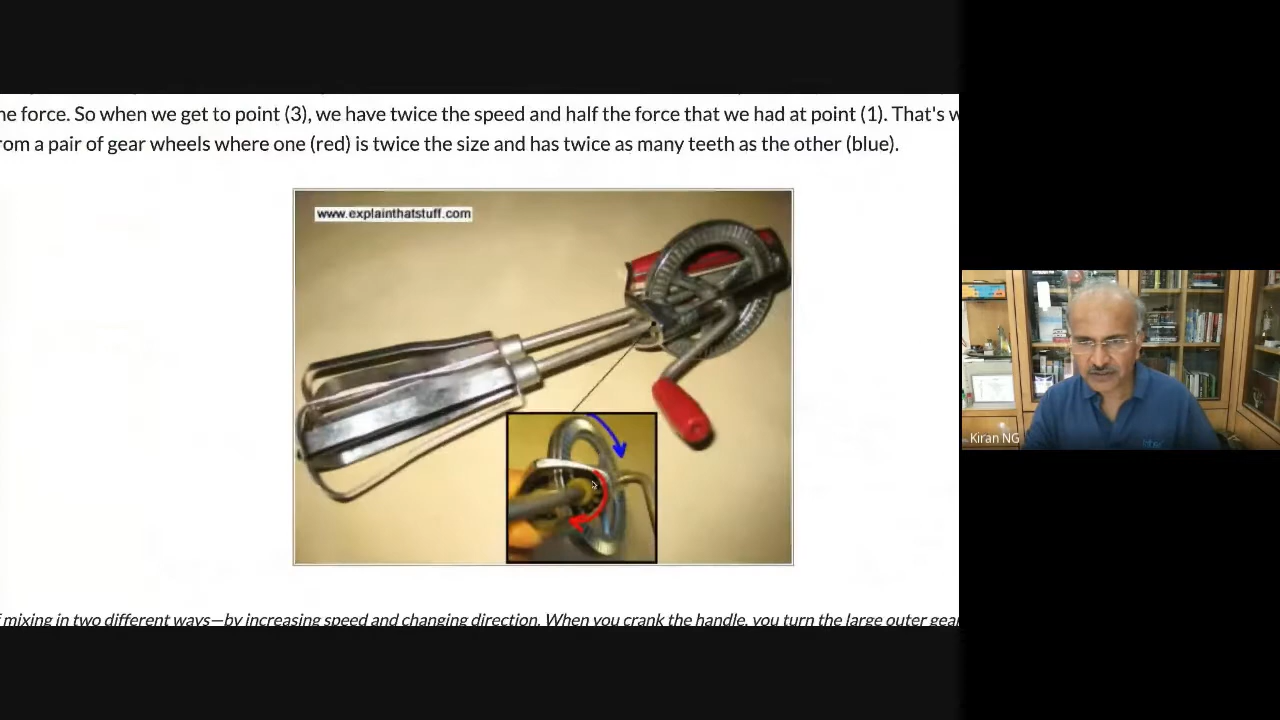 he force. So when we get to point (3), we have twice the speed and half the force that we had at point (1). That's w
rom a pair of gear wheels where one (red) is twice the size and has twice as many teeth as the other (blue).
www.explainthatstuff.com
Kiran NG
f mixing in two different ways—by increasing speed and changing direction. When you crank the handle, you turn the large outer gear